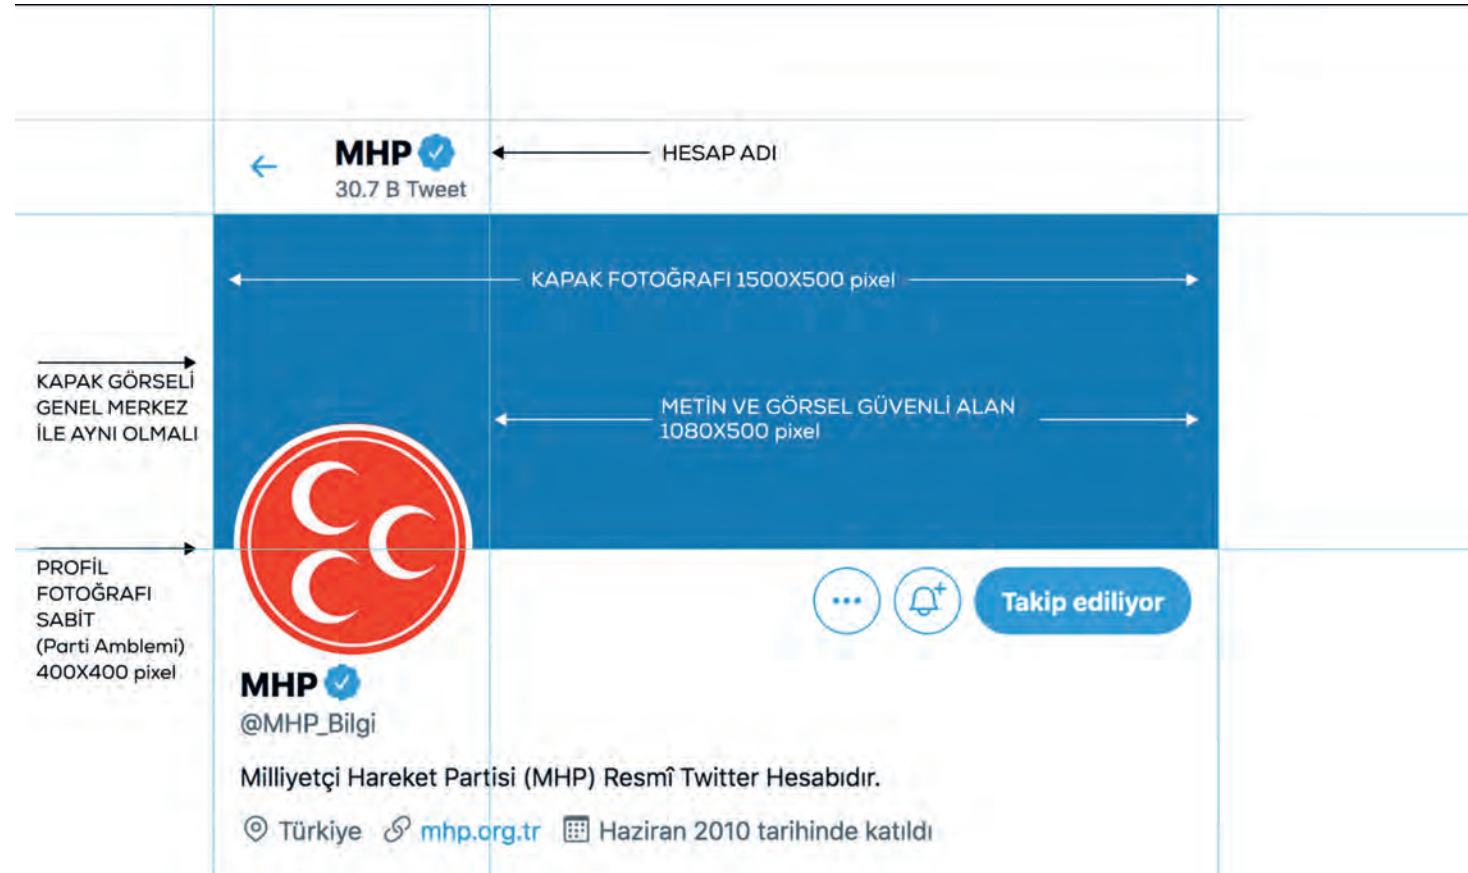 MHP
HESAP ADI
30.7 B Tweet
KAPAK FOTOĞRAFI 1500X500 pixel
KAPAK GÖRSELİ
GENEL MERKEZ
İLE AYNI OLMALI
METİN VE GÖRSEL GÜVENLİ ALAN
1080X500 pixel
PROFİL
FOTOĞRAFI
SABİT
(Parti Amblemi)
400X400 pixel
Takip ediliyor
MHP
@MHP_Bilgi
Milliyetçi Hareket Partisi (MHP) Resmî Twitter Hesabıdır.
Türkiye mhp.org.tr Haziran 2010 tarihinde katıldı